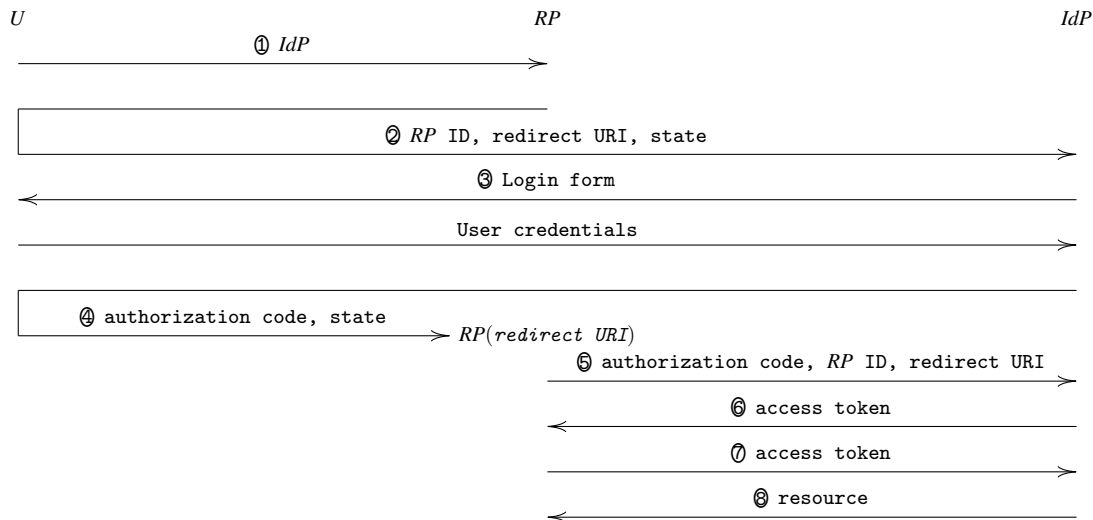 U RP IdP
① IdP
② RP ID, redirect URI, state
③ Login form
User credentials
④ authorization code, state
RP(redirect URI)
⑤ authorization code, RP ID, redirect URI
⑥ access token
⑦ access token
⑧ resource